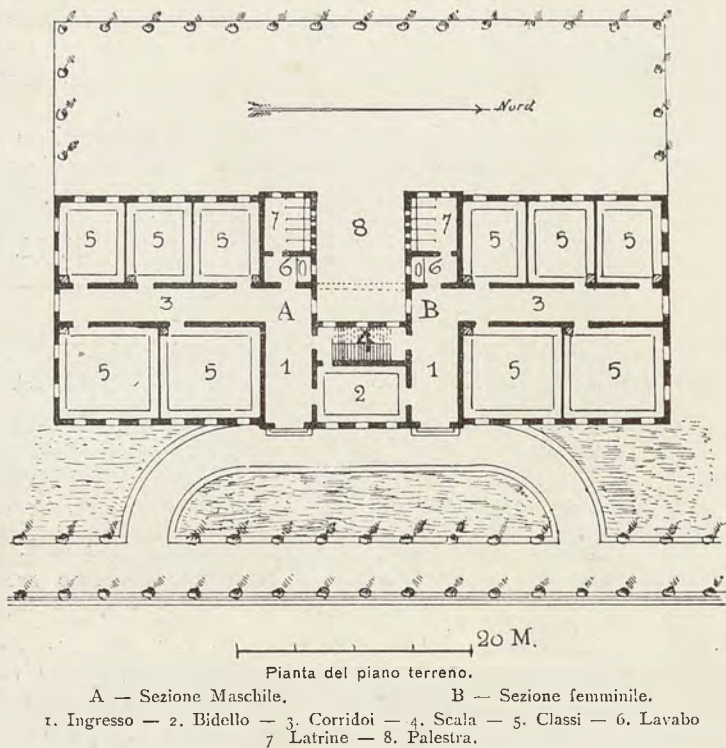 Nord
5 5 5 7 8 7 5 5 5
6 6
3 A B 3
4
5 5 1 1 5 5
2
20 M.
Pianta del piano terreno.
A — Sezione Maschile. B — Sezione femminile.
1. Ingresso — 2. Bidello — 3. Corridoi — 4. Scala — 5. Classi — 6. Lavabo
7 Latrine — 8. Palestra.